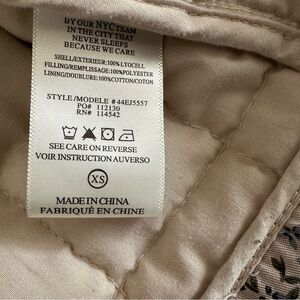 BY OUR NYC TEAM
IN THE CITY THAT
NEVER SLEEPS
BECAUSE WE CARE
SHELL/EXTERIEUR:100% LYOCELL
FILLING/REMPLISSAGE:100%POLYESTER
LINING/DOUBLURE:100%COTTON/COTON
STYLE/MODELE # 44EJ5557
PO# 112130
RN# 114542
SEE CARE ON REVERSE
VOIR INSTRUCTION AUVERSO
XS
MADE IN CHINA
FABRIQUÉ EN CHINE